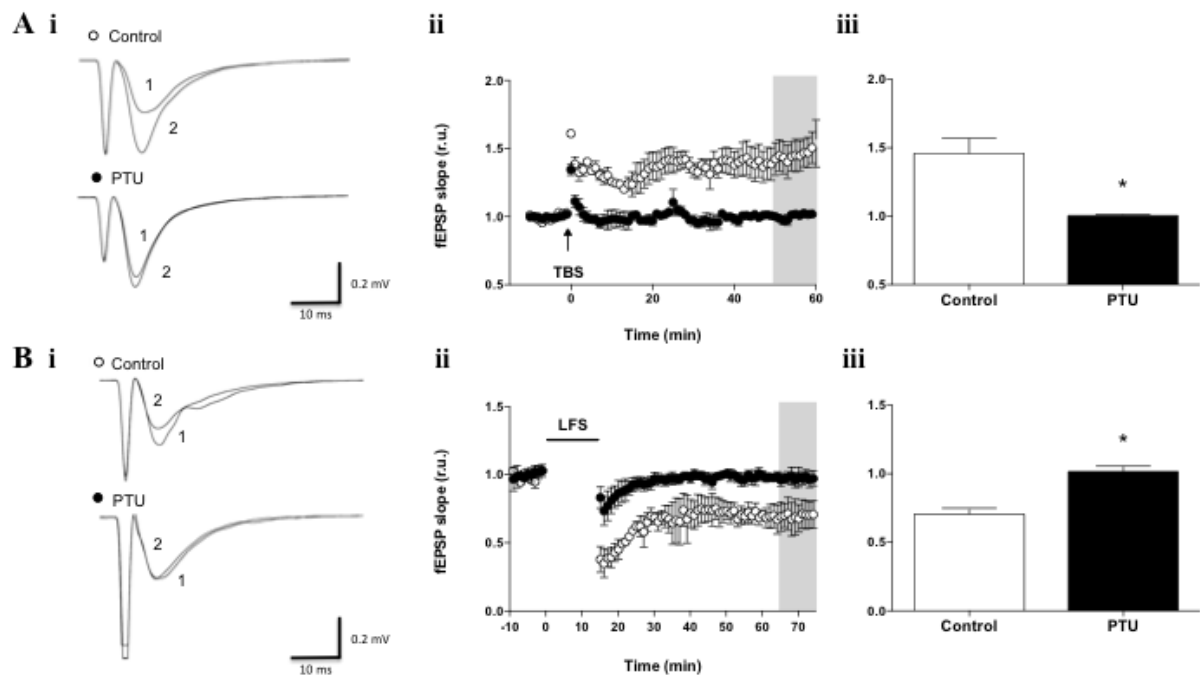 A i ii iii
○ Control
1
2
● PTU
1
2
0.2 mV
10 ms
fEPSP slope (r.u.)
2.0
1.5
1.0
0.5
TBS
0 20 40 60
Time (min)
2.0
1.5
1.0
0.5
*
Control PTU
B i ii iii
○ Control
2
1
● PTU
2
1
0.2 mV
10 ms
fEPSP slope (r.u.)
1.5
1.0
0.5
0.0
LFS
-10 0 10 20 30 40 50 60 70
Time (min)
1.5
1.0
0.5
0.0
*
Control PTU